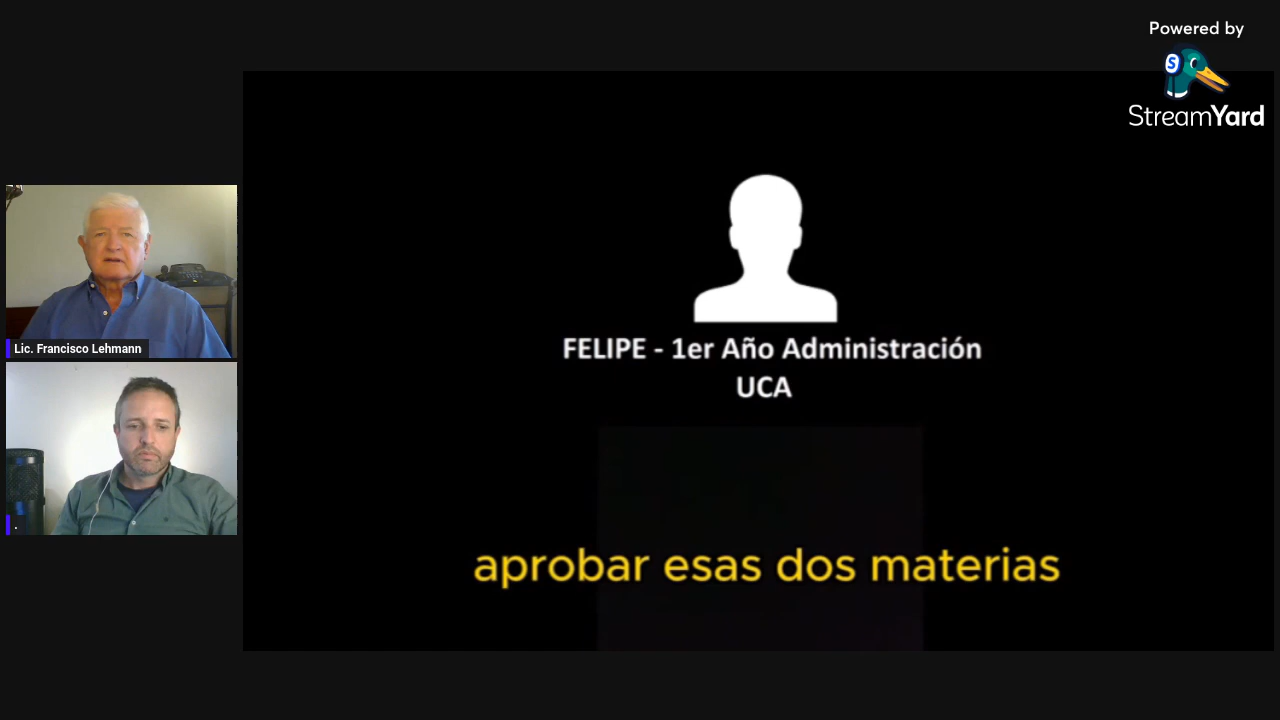 Powered by
S
StreamYard
Lic. Francisco Lehmann
.
FELIPE - 1er Año Administración
UCA
aprobar esas dos materias